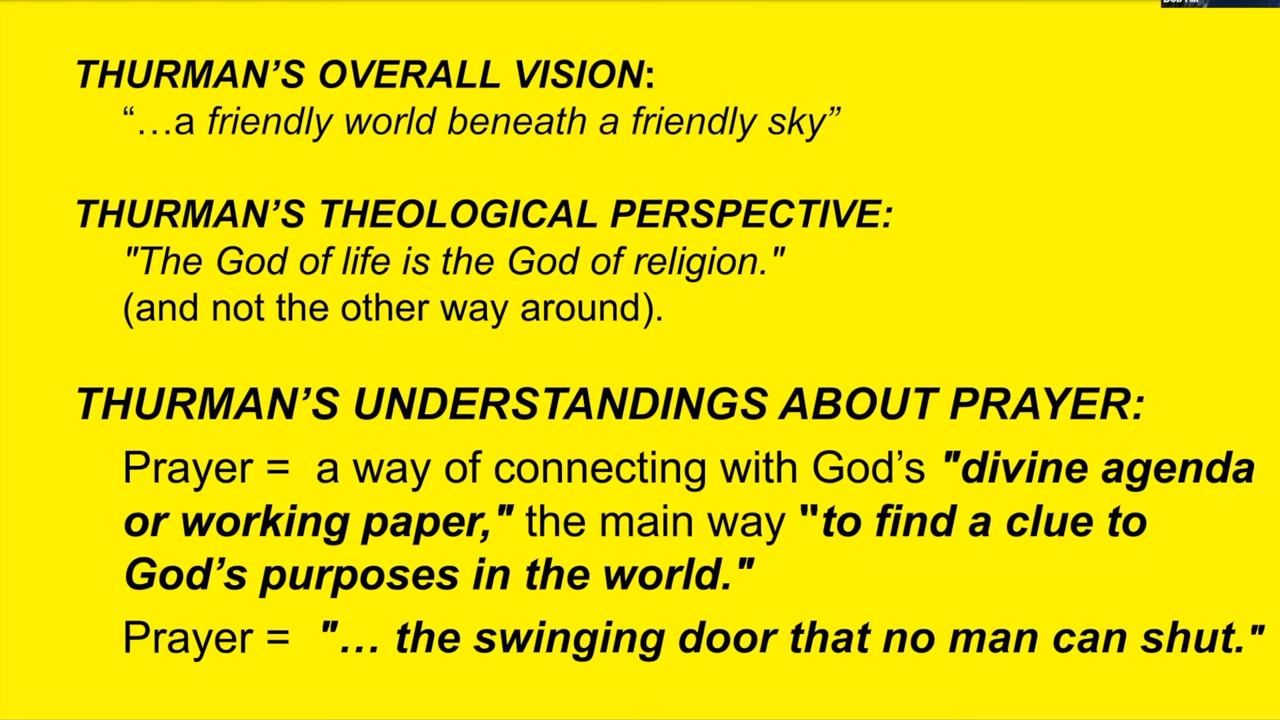 THURMAN’S OVERALL VISION:
“…a friendly world beneath a friendly sky”
THURMAN’S THEOLOGICAL PERSPECTIVE:
"The God of life is the God of religion."
(and not the other way around).
THURMAN’S UNDERSTANDINGS ABOUT PRAYER:
Prayer = a way of connecting with God’s "divine agenda
or working paper," the main way "to find a clue to
God’s purposes in the world."
Prayer = "… the swinging door that no man can shut."